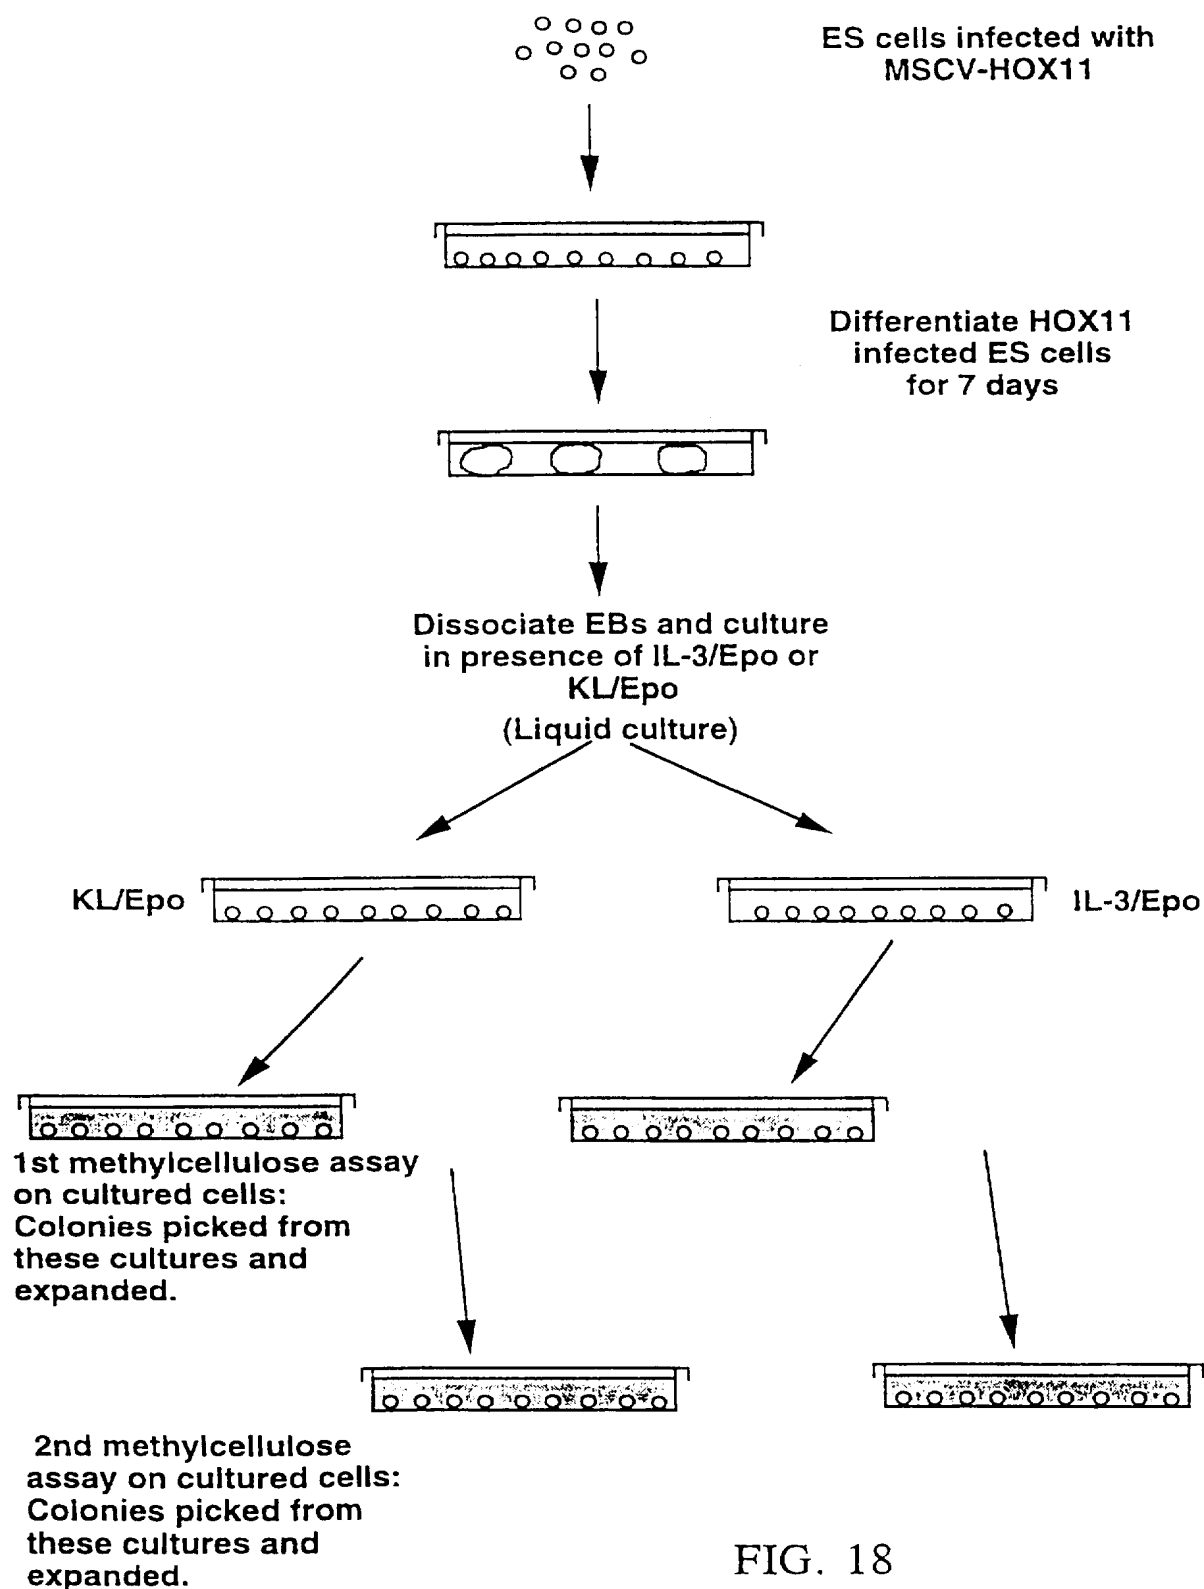 ES cells infected with
MSCV-HOX11
Differentiate HOX11
infected ES cells
for 7 days
Dissociate EBs and culture
in presence of IL-3/Epo or
KL/Epo
(Liquid culture)
KL/Epo
IL-3/Epo
1st methylcellulose assay
on cultured cells:
Colonies picked from
these cultures and
expanded.
2nd methylcellulose
assay on cultured cells:
Colonies picked from
these cultures and
expanded.
FIG. 18